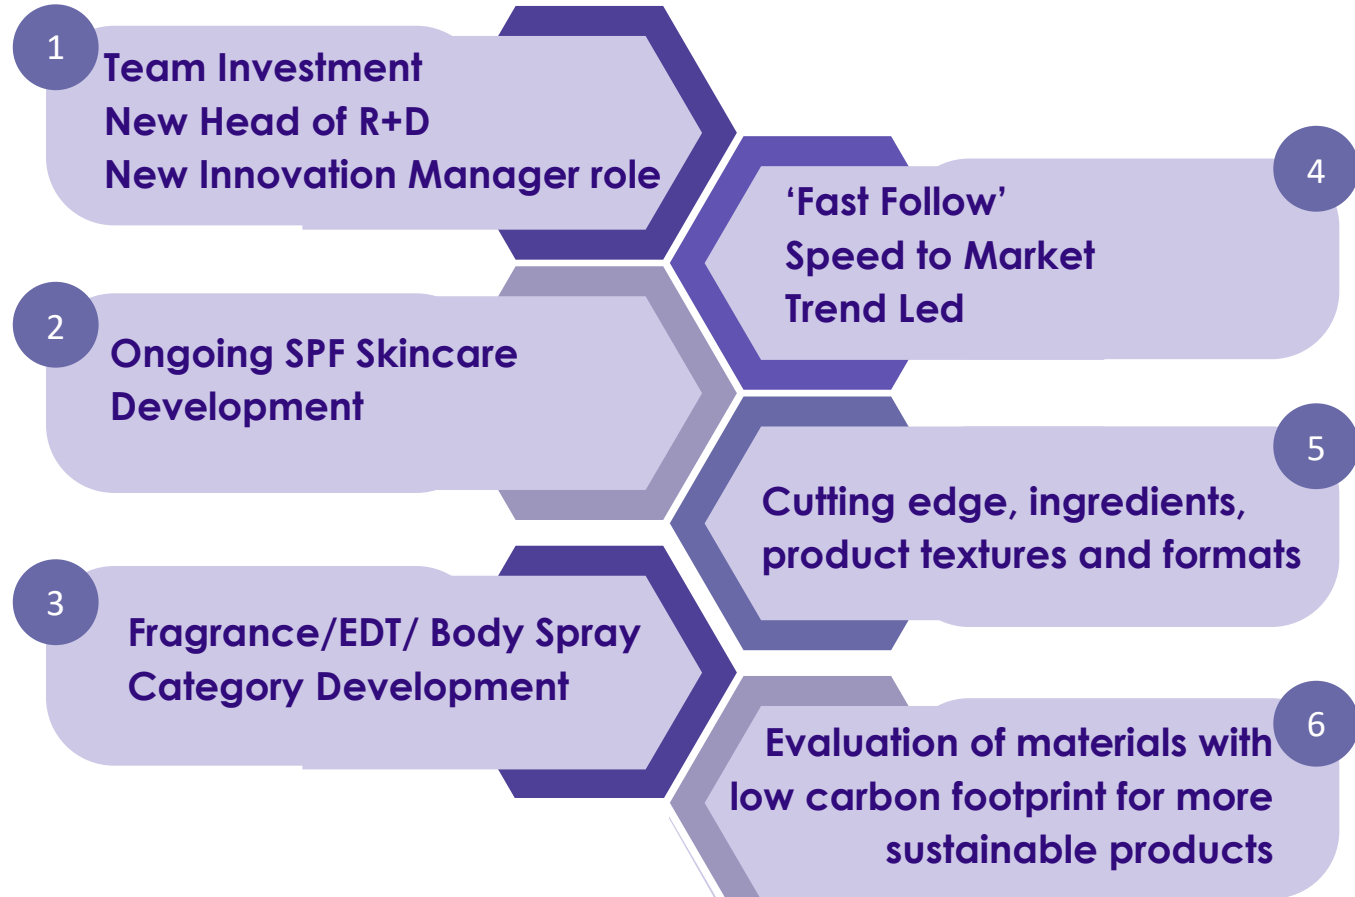 1
Team Investment
New Head of R+D
New Innovation Manager role
2
Ongoing SPF Skincare
Development
3
Fragrance/EDT/ Body Spray
Category Development
4
‘Fast Follow’
Speed to Market
Trend Led
5
Cutting edge, ingredients,
product textures and formats
6
Evaluation of materials with
low carbon footprint for more
sustainable products